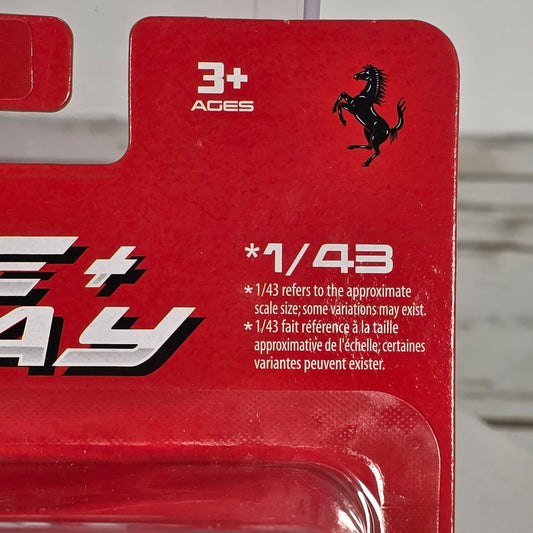 3+
AGES
E+
AY
*1/43
* 1/43 refers to the approximate
scale size; some variations may exist.
* 1/43 fait référence à la taille
approximative de l'échelle; certaines
variantes peuvent exister.